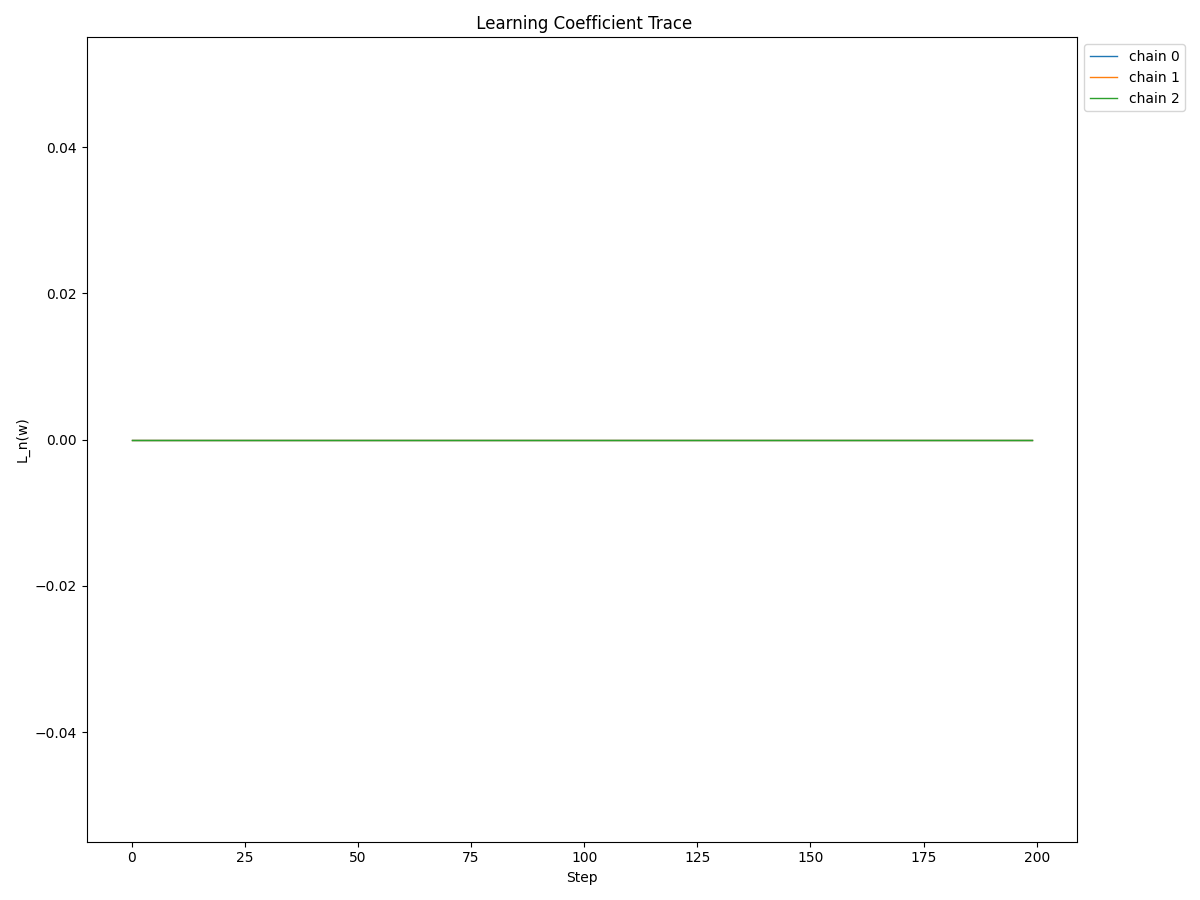 Learning Coefficient Trace
chain 0
chain 1
chain 2
0.04
0.02
0.00
−0.02
−0.04
L_n(w)
0 25 50 75 100 125 150 175 200
Step